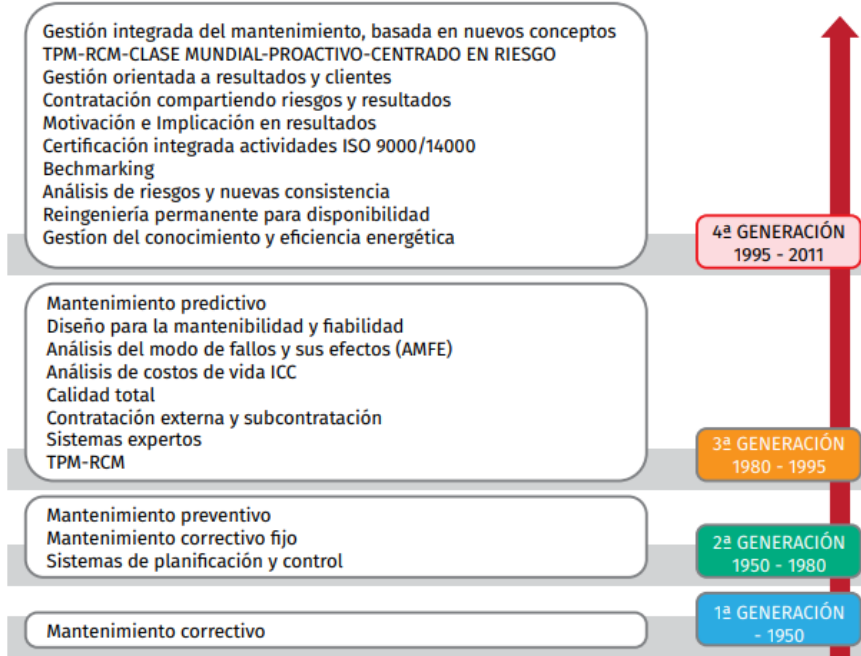 Gestión integrada del mantenimiento, basada en nuevos conceptos
TPM-RCM-CLASE MUNDIAL-PROACTIVO-CENTRADO EN RIESGO
Gestión orientada a resultados y clientes
Contratación compartiendo riesgos y resultados
Motivación e Implicación en resultados
Certificación integrada actividades ISO 9000/14000
Bechmarking
Análisis de riesgos y nuevas consistencia
Reingeniería permanente para disponibilidad
Gestíon del conocimiento y eficiencia energética
4ª GENERACIÓN
1995 - 2011
Mantenimiento predictivo
Diseño para la mantenibilidad y fiabilidad
Análisis del modo de fallos y sus efectos (AMFE)
Análisis de costos de vida ICC
Calidad total
Contratación externa y subcontratación
Sistemas expertos
TPM-RCM
3ª GENERACIÓN
1980 - 1995
Mantenimiento preventivo
Mantenimiento correctivo fijo
Sistemas de planificación y control
2ª GENERACIÓN
1950 - 1980
Mantenimiento correctivo
1ª GENERACIÓN
- 1950